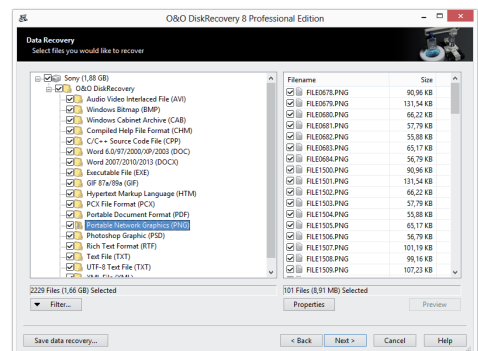 O&O DiskRecovery 8 Professional Edition
Data Recovery
Select files you would like to recover
Sony (1,88 GB)
O&O DiskRecovery
Audio Video Interlaced File (AVI)
Windows Bitmap (BMP)
Windows Cabinet Archive (CAB)
Compiled Help File Format (CHM)
C/C++ Source Code File (CPP)
Word 6.0/97/2000/XP/2003 (DOC)
Word 2007/2010/2013 (DOCX)
Executable File (EXE)
GIF 87a/89a (GIF)
Hypertext Markup Language (HTM)
PCX File Format (PCX)
Portable Document Format (PDF)
Portable Network Graphics (PNG)
Photoshop Graphic (PSD)
Rich Text Format (RTF)
Text File (TXT)
UTF-8 Text File (TXT)
XML File (XML)
Filename Size
FILE0678.PNG 90,96 KB
FILE0679.PNG 131,54 KB
FILE0680.PNG 66,22 KB
FILE0681.PNG 57,79 KB
FILE0682.PNG 55,88 KB
FILE0683.PNG 65,17 KB
FILE0684.PNG 56,79 KB
FILE1500.PNG 90,96 KB
FILE1501.PNG 131,54 KB
FILE1502.PNG 66,22 KB
FILE1503.PNG 57,79 KB
FILE1504.PNG 55,88 KB
FILE1505.PNG 65,17 KB
FILE1506.PNG 56,79 KB
FILE1507.PNG 101,19 KB
FILE1508.PNG 99,16 KB
FILE1509.PNG 107,23 KB
2229 Files (1,66 GB) Selected
101 Files (8,91 MB) Selected
Filter...
Properties
Preview
Save data recovery...
< Back
Next >
Cancel
Help